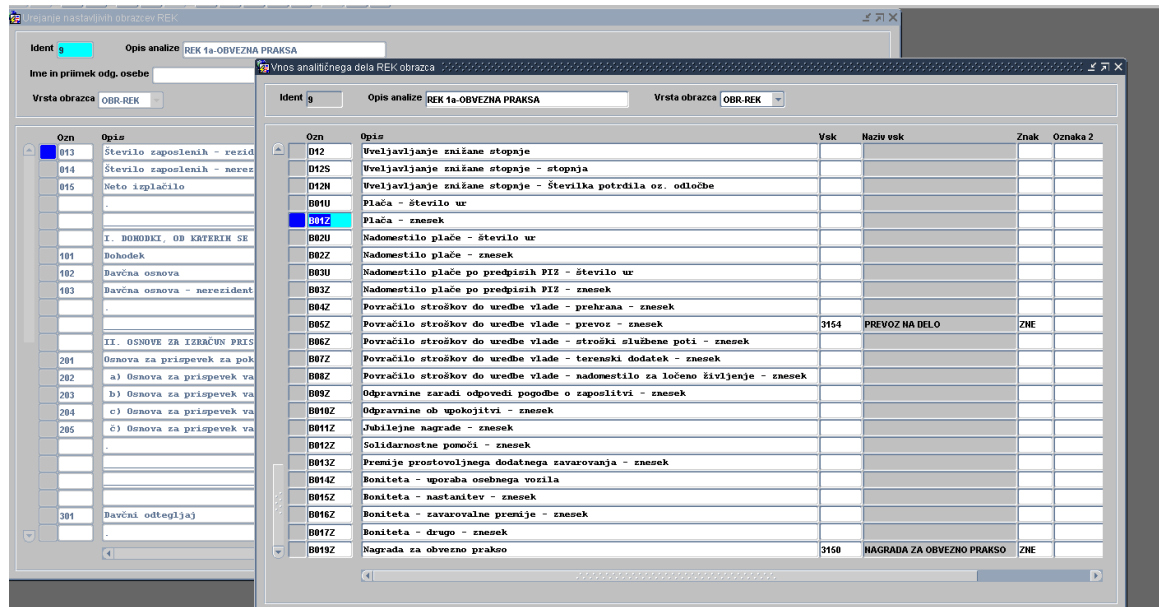 Urejanje nastavljivih obrazcev REK
Ident 9 Opis analize REK 1a-OBVEZNA PRAKSA
Ime in priimek odg. osebe
Vrsta obrazca OBR-REK
Ozn Opis
013 Število zaposlenih - rezid
014 Število zaposlenih - nerez
015 Neto izplačilo
.
I. DOHODKI, OD KATERIH SE
101 Dohodek
102 Davčna osnova
103 Davčna osnova - nerezident
.
II. OSNOVE ZA IZRAČUN PRIS
201 Osnova za prispevek za pok
202 a) Osnova za prispevek va
203 b) Osnova za prispevek va
204 c) Osnova za prispevek va
205 č) Osnova za prispevek va
.
301 Davčni odtegljaj
.
Vnos analitičnega dela REK obrazca
Ident 9 Opis analize REK 1a-OBVEZNA PRAKSA Vrsta obrazca OBR-REK
Ozn Opis Vsk Naziv vsk Znak Oznaka 2
D12 Uveljavljanje znižane stopnje
D12S Uveljavljanje znižane stopnje - stopnja
D12N Uveljavljanje znižane stopnje - Številka potrdila oz. odločbe
B01U Plača - število ur
B01Z Plača - znesek
B02U Nadomestilo plače - število ur
B02Z Nadomestilo plače - znesek
B03U Nadomestilo plače po predpisih PIZ - število ur
B03Z Nadomestilo plače po predpisih PIZ - znesek
B04Z Povračilo stroškov do uredbe vlade - prehrana - znesek
B05Z Povračilo stroškov do uredbe vlade - prevoz - znesek 3154 PREVOZ NA DELO ZNE
B06Z Povračilo stroškov do uredbe vlade - stroški službene poti - znesek
B07Z Povračilo stroškov do uredbe vlade - terenski dodatek - znesek
B08Z Povračilo stroškov do uredbe vlade - nadomestilo za ločeno življenje - znesek
B09Z Odpravnine zaradi odpovedi pogodbe o zaposlitvi - znesek
B010Z Odpravnine ob upokojitvi - znesek
B011Z Jubilejne nagrade - znesek
B012Z Solidarnostne pomoči - znesek
B013Z Premije prostovoljnega dodatnega zavarovanja - znesek
B014Z Boniteta - uporaba osebnega vozila
B015Z Boniteta - nastanitev - znesek
B016Z Boniteta - zavarovalne premije - znesek
B017Z Boniteta - drugo - znesek
B019Z Nagrada za obvezno prakso 3150 NAGRADA ZA OBVEZNO PRAKSO ZNE